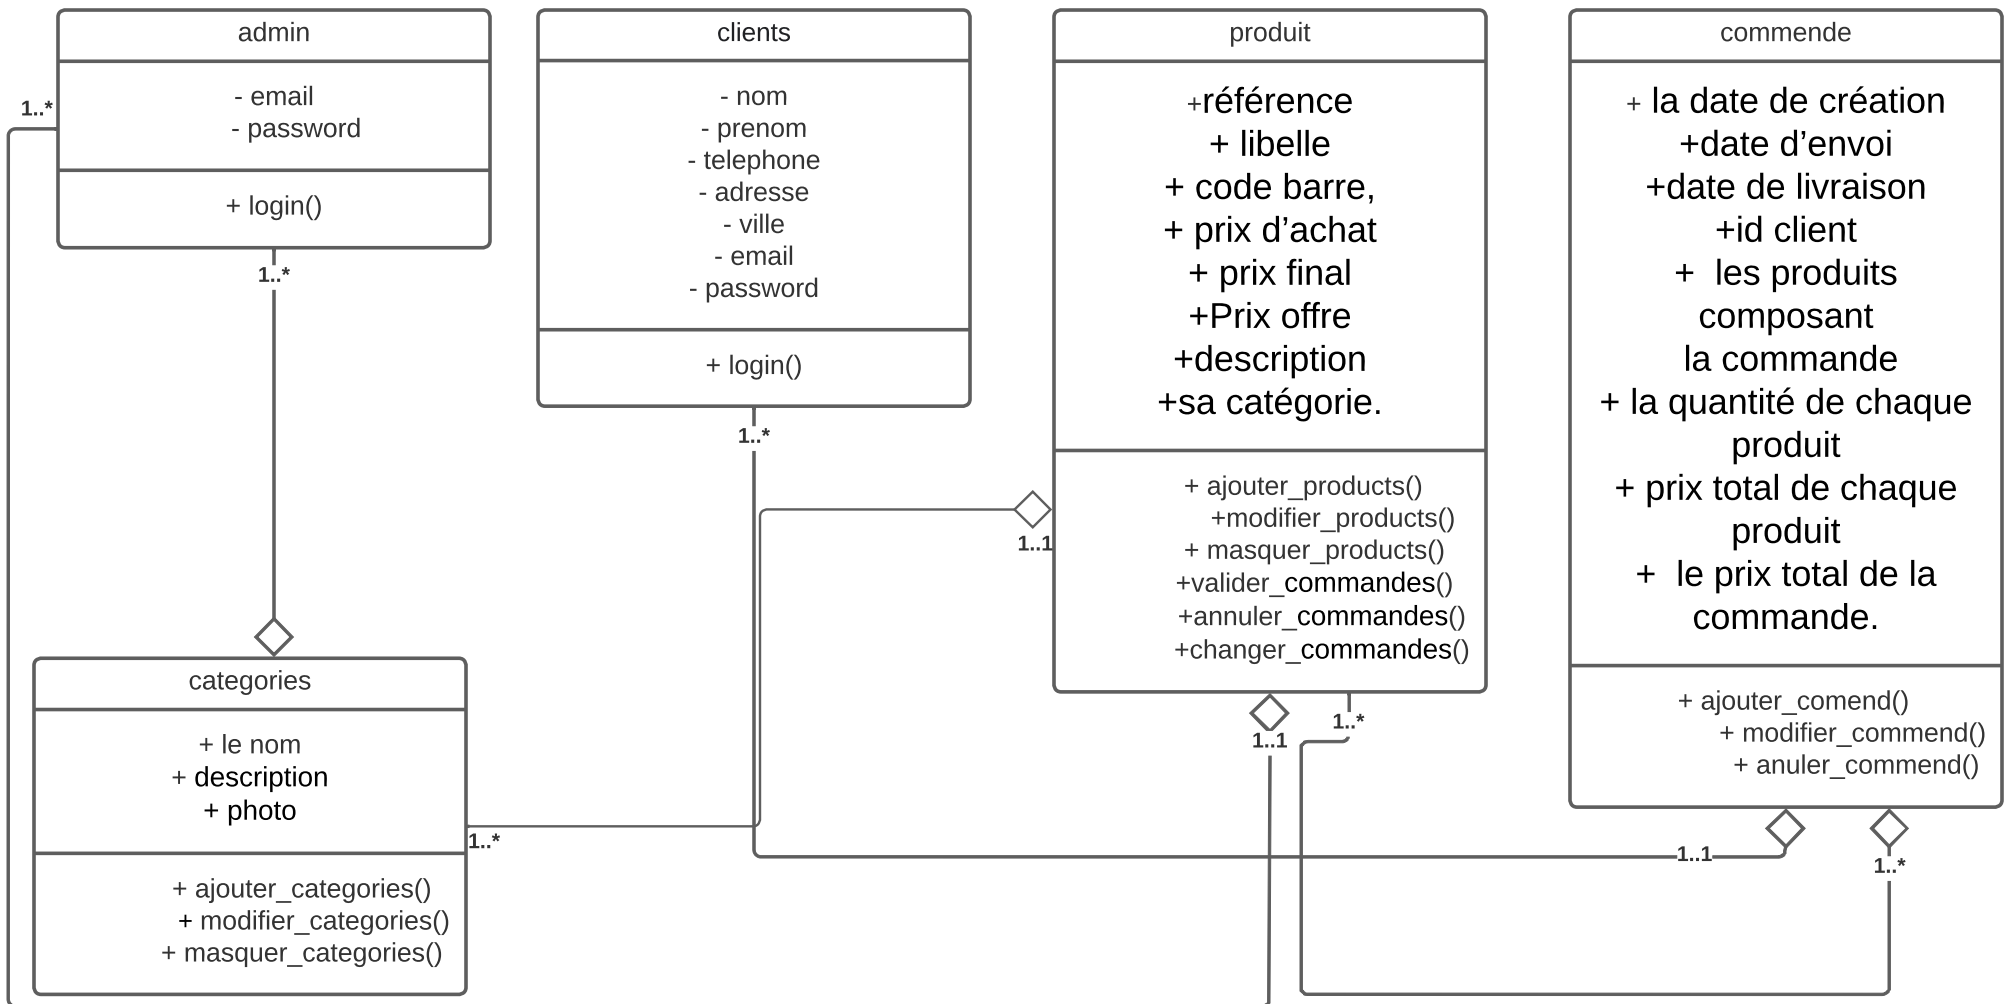 admin
- email
- password
+ login()
1..*
1..*
clients
- nom
- prenom
- telephone
- adresse
- ville
- email
- password
+ login()
1..*
produit
+référence
+ libelle
+ code barre,
+ prix d’achat
+ prix final
+Prix offre
+description
+sa catégorie.
+ ajouter_products()
+modifier_products()
+ masquer_products()
+valider_commandes()
+annuler_commandes()
+changer_commandes()
1..1
1..1
1..*
commende
+ la date de création
+date d’envoi
+date de livraison
+id client
+ les produits
composant
la commande
+ la quantité de chaque
produit
+ prix total de chaque
produit
+ le prix total de la
commande.
+ ajouter_comend()
+ modifier_commend()
+ anuler_commend()
1..1
1..*
categories
+ le nom
+ description
+ photo
+ ajouter_categories()
+ modifier_categories()
+ masquer_categories()
1..*